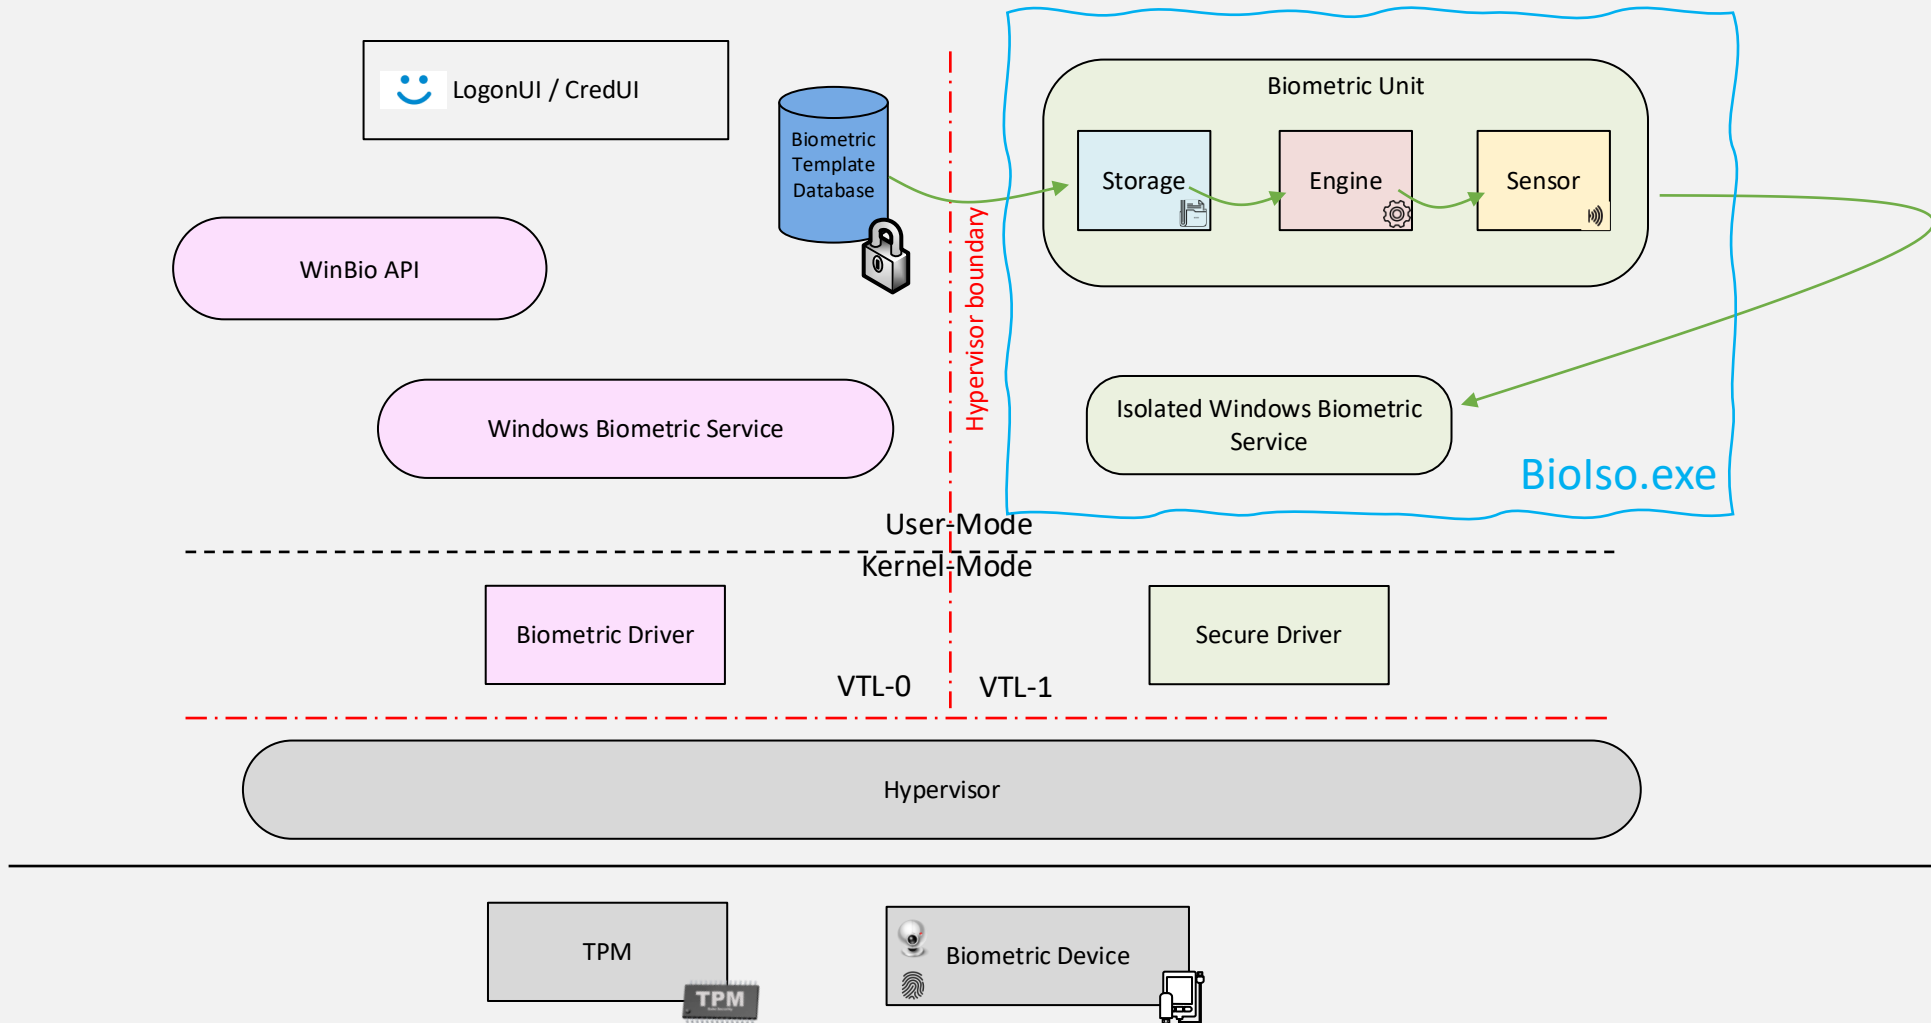 LogonUI / CredUI
Biometric
Template
Database
Biometric Unit
Storage
Engine
Sensor
WinBio API
Hypervisor boundary
Windows Biometric Service
Isolated Windows Biometric
Service
BioIso.exe
User-Mode
Kernel-Mode
Biometric Driver
Secure Driver
VTL-0
VTL-1
Hypervisor
TPM
TPM
Biometric Device